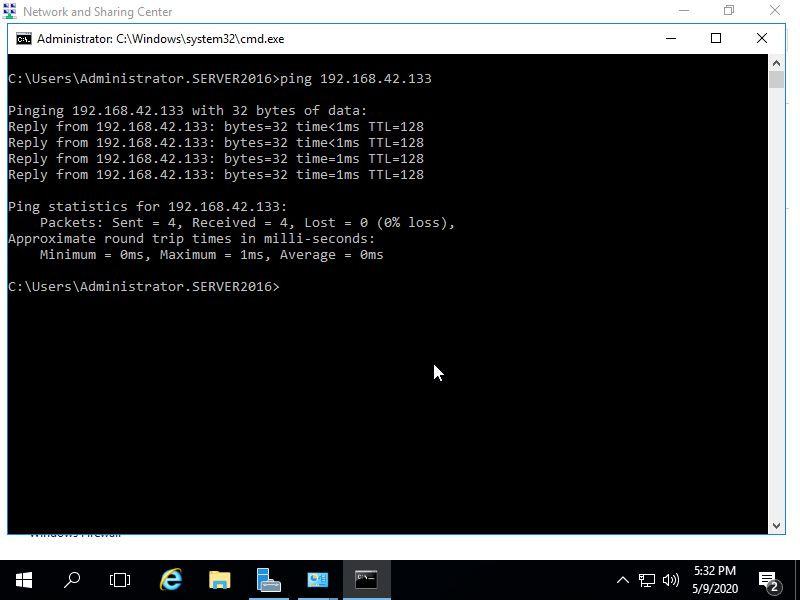 Network and Sharing Center
Administrator: C:\Windows\system32\cmd.exe
C:\Users\Administrator.SERVER2016>ping 192.168.42.133
Pinging 192.168.42.133 with 32 bytes of data:
Reply from 192.168.42.133: bytes=32 time<1ms TTL=128
Reply from 192.168.42.133: bytes=32 time<1ms TTL=128
Reply from 192.168.42.133: bytes=32 time=1ms TTL=128
Reply from 192.168.42.133: bytes=32 time=1ms TTL=128
Ping statistics for 192.168.42.133:
Packets: Sent = 4, Received = 4, Lost = 0 (0% loss),
Approximate round trip times in milli-seconds:
Minimum = 0ms, Maximum = 1ms, Average = 0ms
C:\Users\Administrator.SERVER2016>
Windows Firewall
5:32 PM
5/9/2020
2